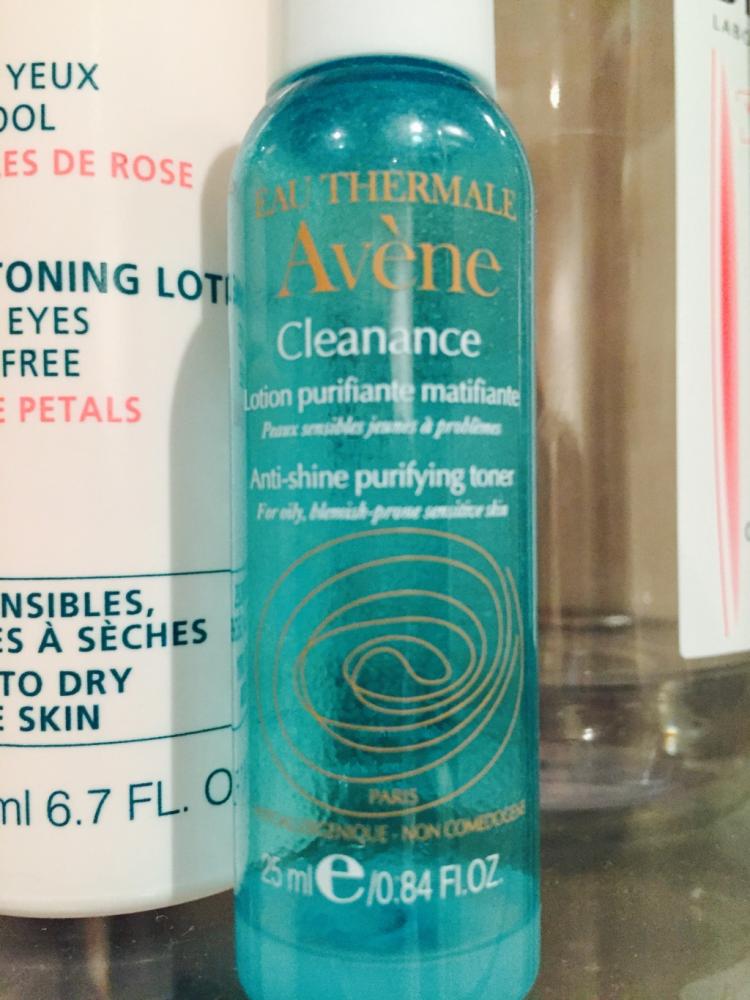 YEUX
OOL
ES DE ROSE
TONING LOTI
EYES
FREE
E PETALS
NSIBLES,
ES À SÈCHES
TO DRY
E SKIN
ml 6.7 FL. O
EAU THERMALE
Avène
Cleanance
Lotion purifiante matifiante
Peaux sensibles jeunes à problèmes
Anti-shine purifying toner
For oily, blemish-prone sensitive skin
PARIS
HYPOALLERGENIQUE - NON COMEDOGENE
25 ml e/0.84 Fl.OZ.
LABO